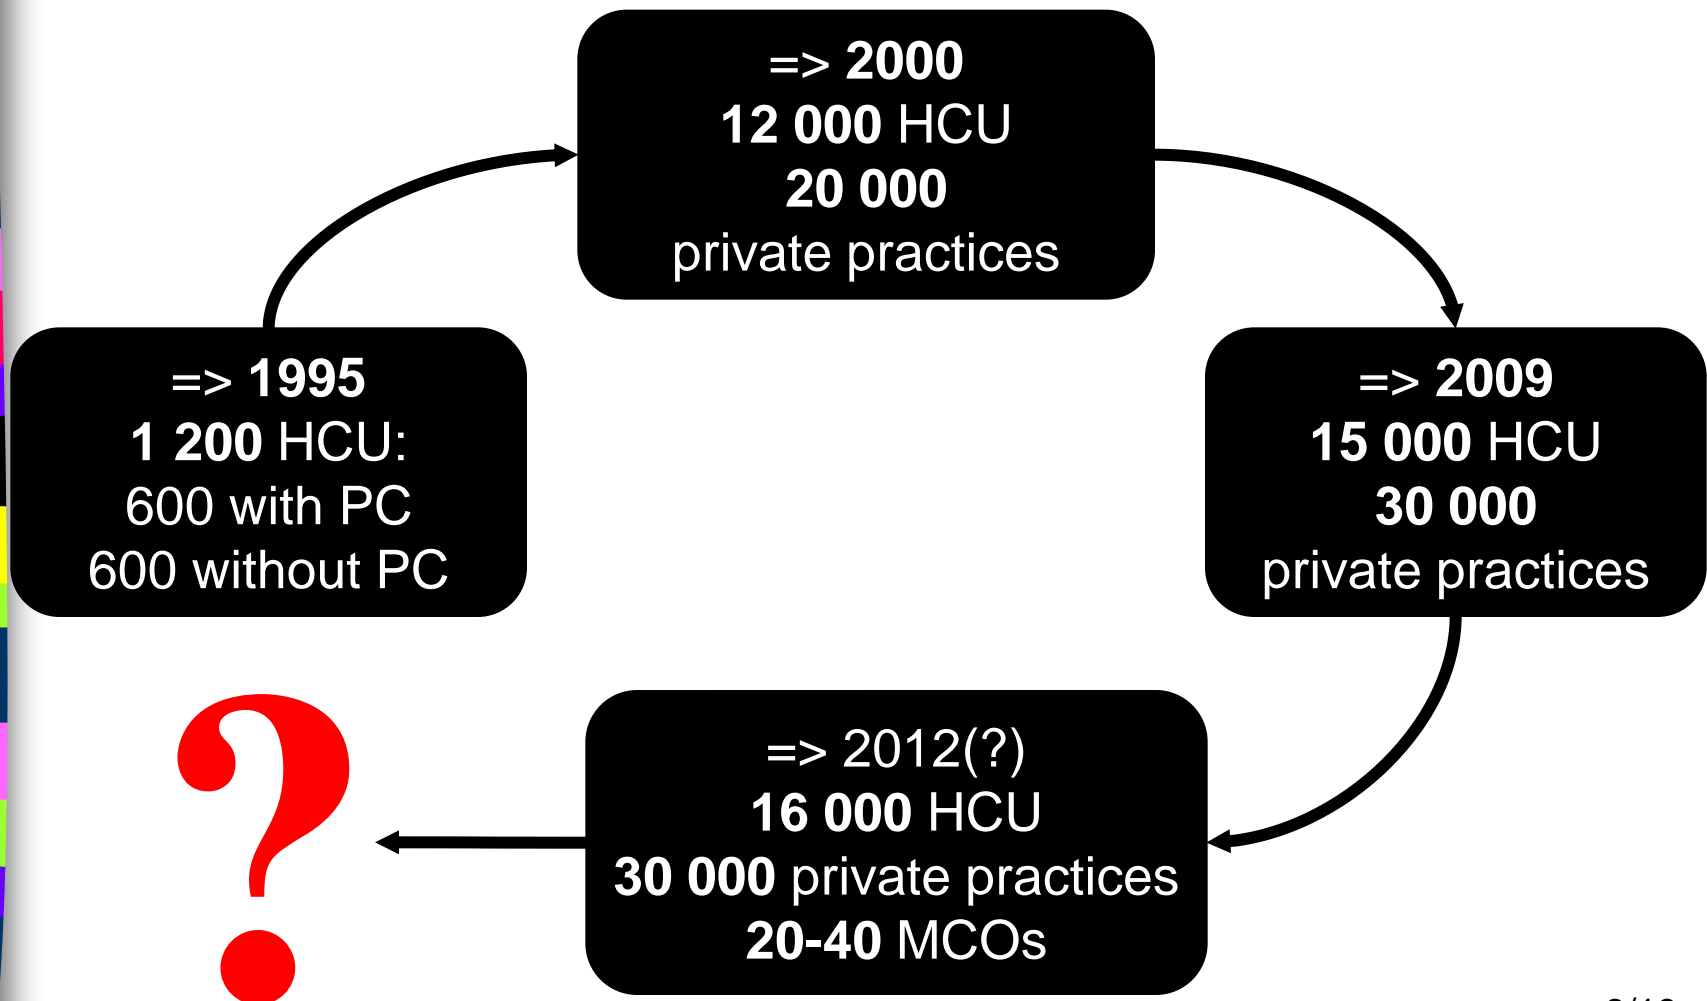 => 2000
12 000 HCU
20 000
private practices
=> 1995
1 200 HCU:
600 with PC
600 without PC
=> 2009
15 000 HCU
30 000
private practices
=> 2012(?)
16 000 HCU
30 000 private practices
20-40 MCOs
?